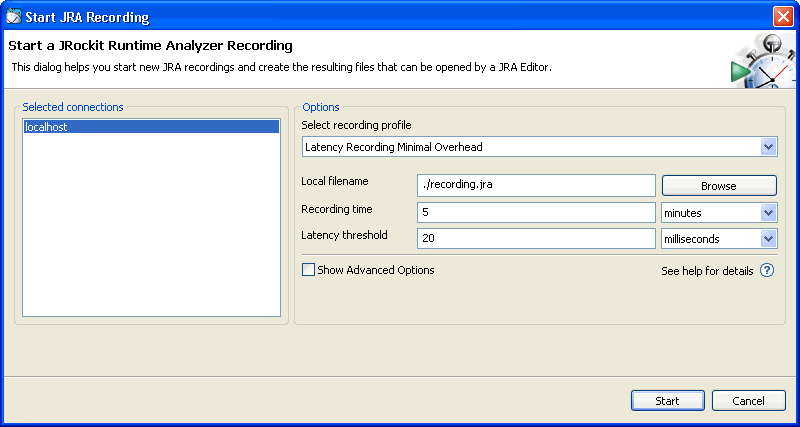 Start JRA Recording
Start a JRockit Runtime Analyzer Recording
This dialog helps you start new JRA recordings and create the resulting files that can be opened by a JRA Editor.
Selected connections
localhost
Options
Select recording profile
Latency Recording Minimal Overhead
Local filename
./recording.jra
Browse
Recording time
5
minutes
Latency threshold
20
milliseconds
Show Advanced Options
See help for details
?
Start
Cancel